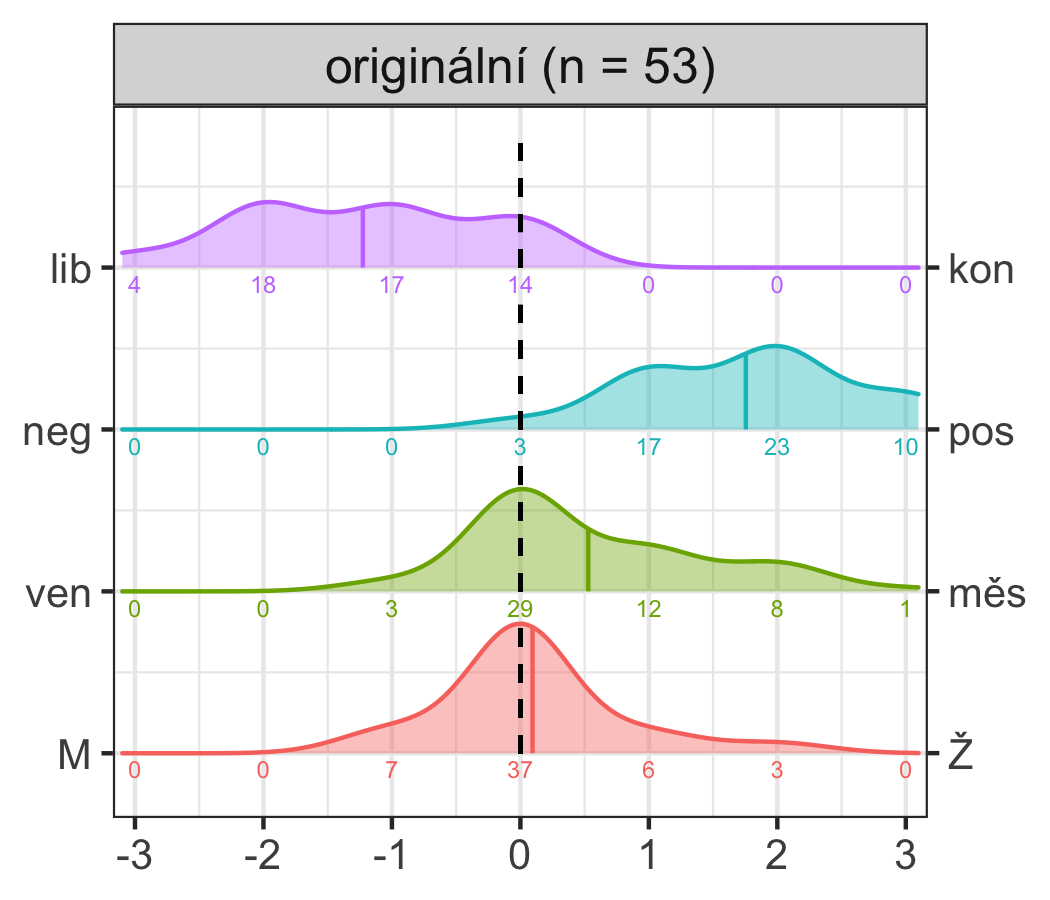 originální (n = 53)
lib kon
4 18 17 14 0 0 0
neg pos
0 0 0 3 17 23 10
ven měs
0 0 3 29 12 8 1
M Ž
0 0 7 37 6 3 0
-3 -2 -1 0 1 2 3